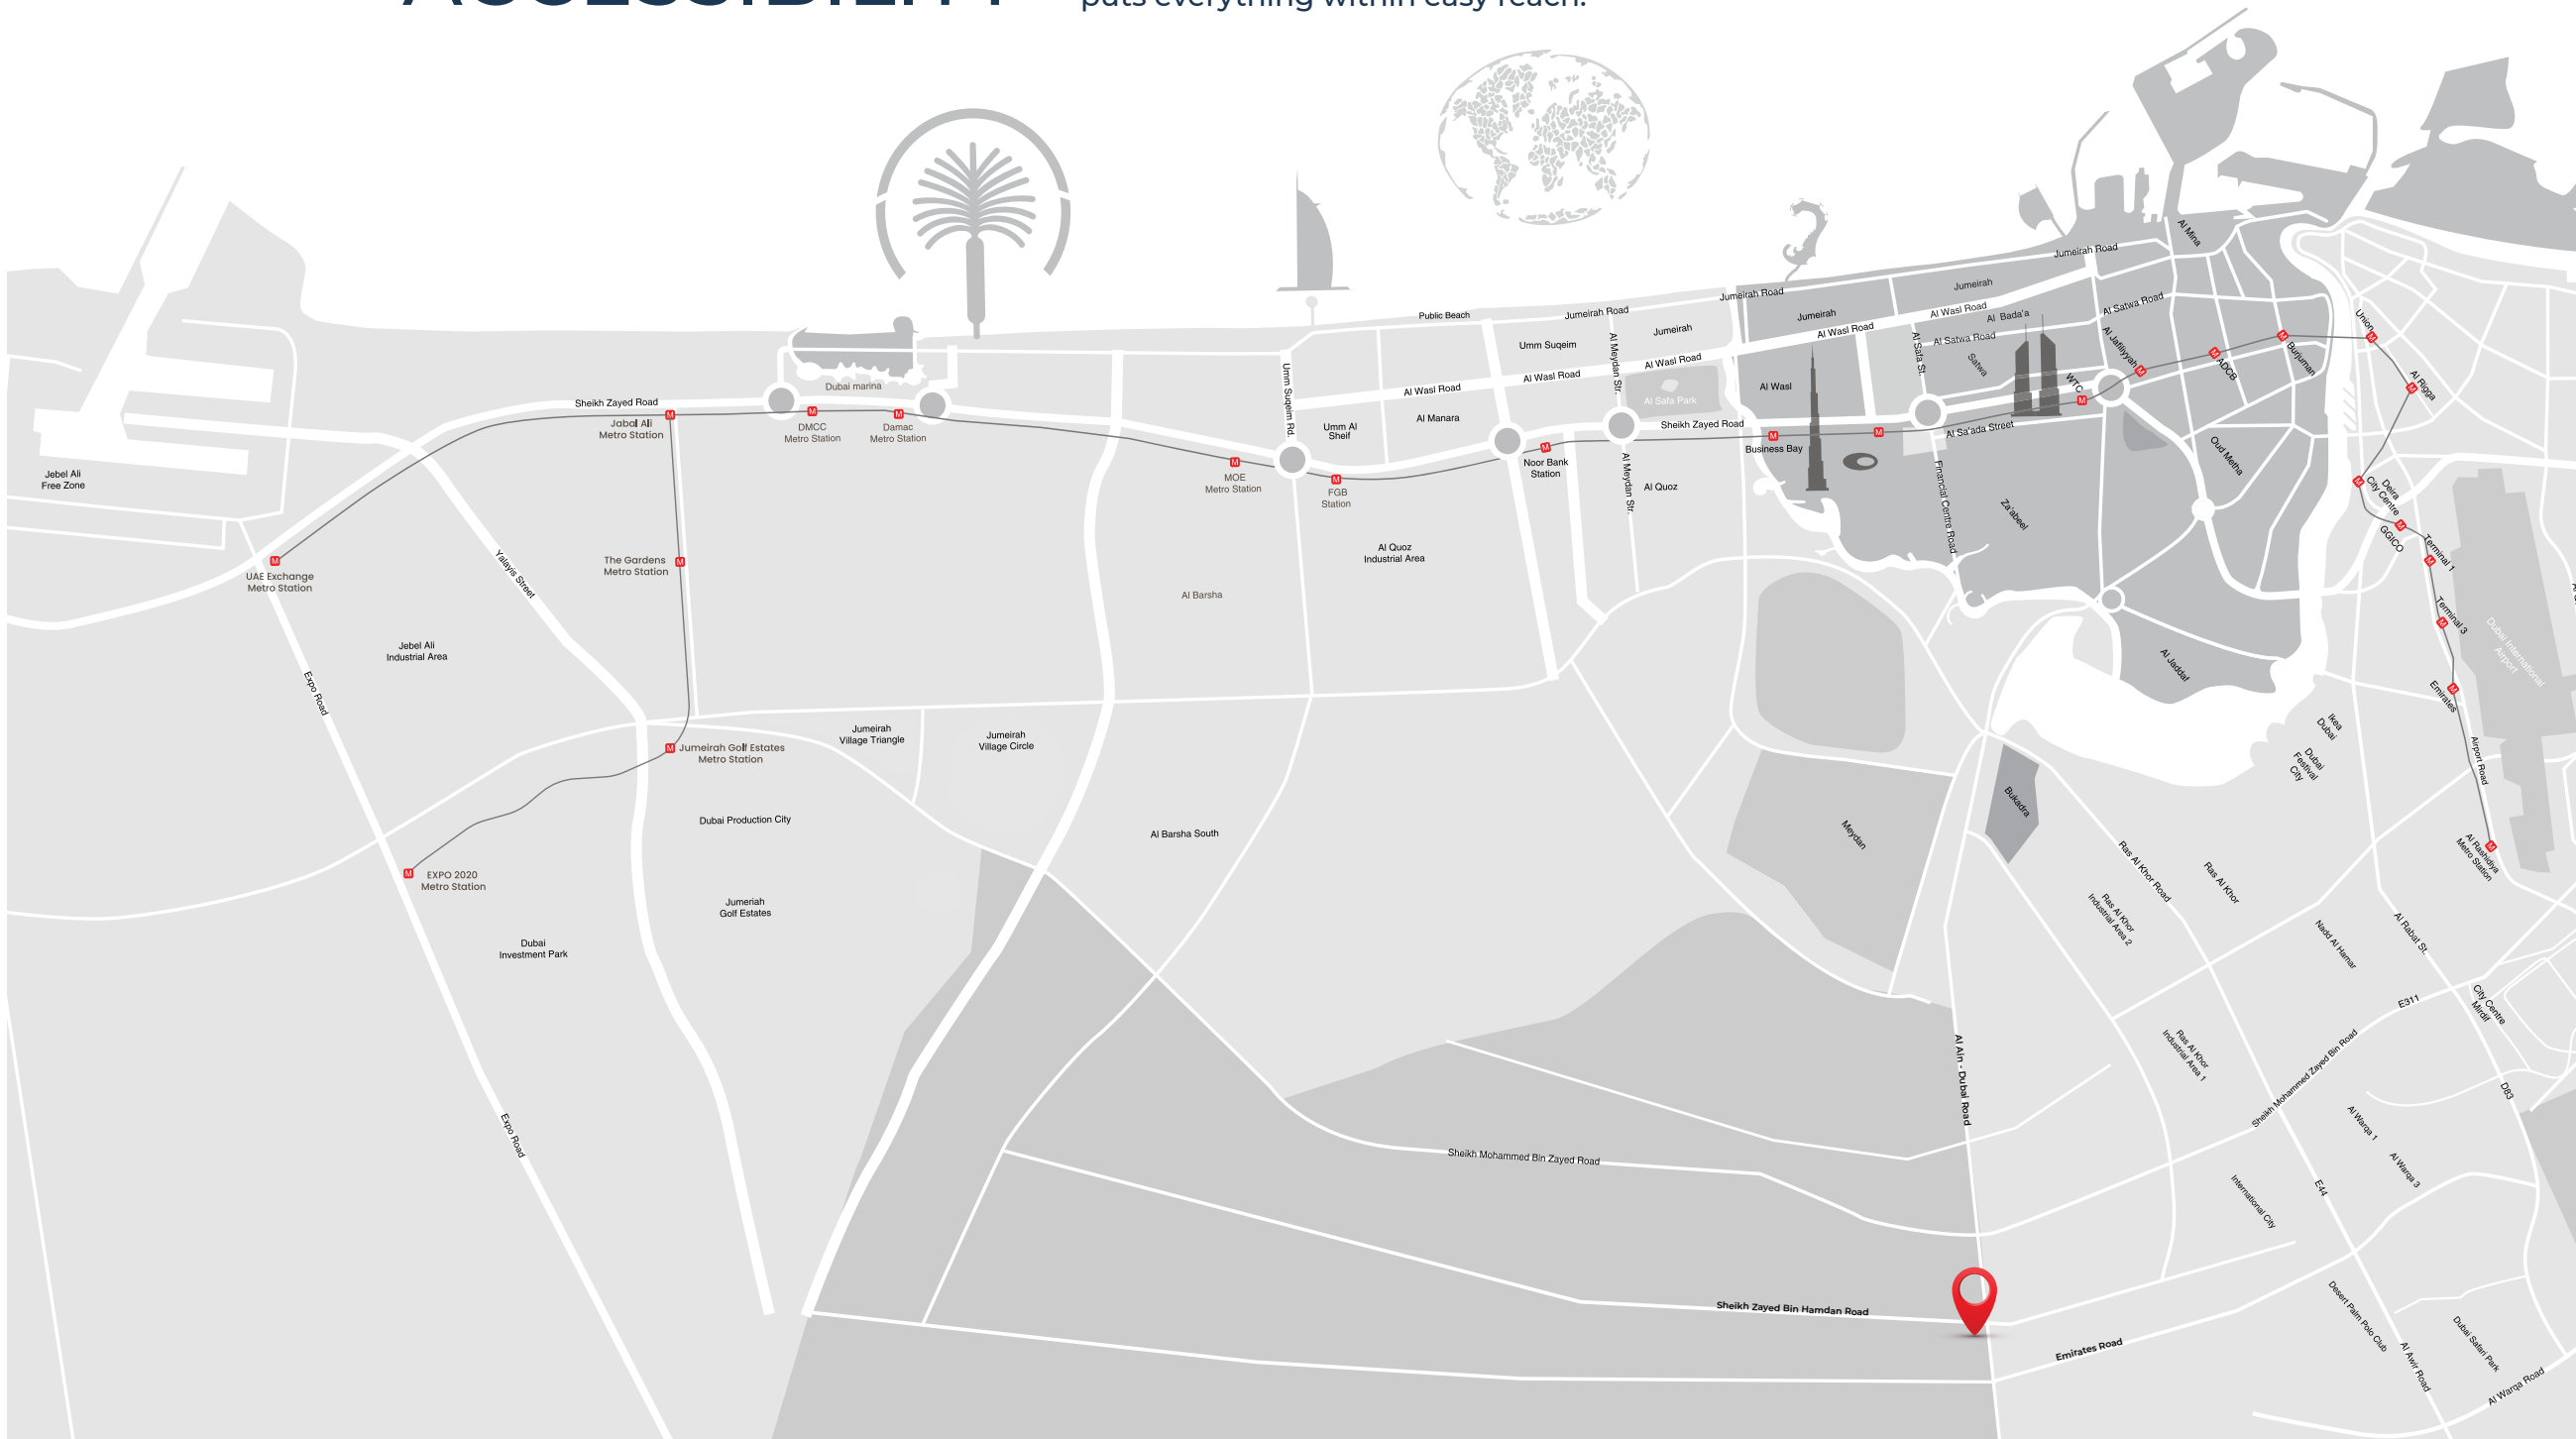 puts everything within easy reach.
Al Mina
Jumeirah Road
Jumeirah
Jumeirah Road
Al Satwa Road
Al Wasl Road
Public Beach
Jumeirah Road
Jumeirah
Al Bada'a
Union
Jumeirah
Al Wasl Road
Al Satwa Road
Al Jafiliyyah
Umm Suqeim
Al Meydan Str.
Al Wasl Road
Al Safa St.
Satwa
Burjuman
ADCB
Umm Suqeim Rd.
Dubai marina
Al Wasl Road
Al Wasl Road
Al Wasl
WTC
Al Rigga
Sheikh Zayed Road
Al Safa Park
Jabal Ali
Metro Station
DMCC
Metro Station
Damac
Metro Station
Umm Al
Sheif
Al Manara
Sheikh Zayed Road
Al Sa'ada Street
Business Bay
Oud Metha
Jebel Ali
Free Zone
MOE
Metro Station
FGB
Station
Noor Bank
Station
Al Meydan Str.
Al Quoz
Financial Centre Road
Za'abeel
Deira
City Centre
GGICO
Terminal 1
UAE Exchange
Metro Station
Yalayis Street
The Gardens
Metro Station
Al Quoz
Industrial Area
Al Barsha
Terminal 3
Dubai International
Airport
Jebel Ali
Industrial Area
Expo Road
Al Jaddaf
Emirates
Jumeirah
Village Triangle
Jumeirah
Village Circle
Ikea
Dubai
Jumeirah Golf Estates
Metro Station
Dubai
Festival
City
Airport Road
Bukadra
Dubai Production City
Al Barsha South
Meydan
EXPO 2020
Metro Station
Ras Al Khor Road
Ras Al Khor
Al Rashidiya
Metro Station
Jumeriah
Golf Estates
Ras Al Khor
Industrial Area 2
Dubai
Investment Park
Nadd Al Hamar
Al Rabat St.
E311
City Centre
Mirdif
Al Ain - Dubai Road
Ras Al Khor
Industrial Area 1
Sheikh Mohammed Zayed Bin Road
D83
Expo Road
Al Warqa 1
Sheikh Mohammed Bin Zayed Road
Al Warqa 3
E44
International City
Sheikh Zayed Bin Hamdan Road
Emirates Road
Desert Palm Polo Club
Al Awir Road
Dubai Safari Park
Al Warqa Road